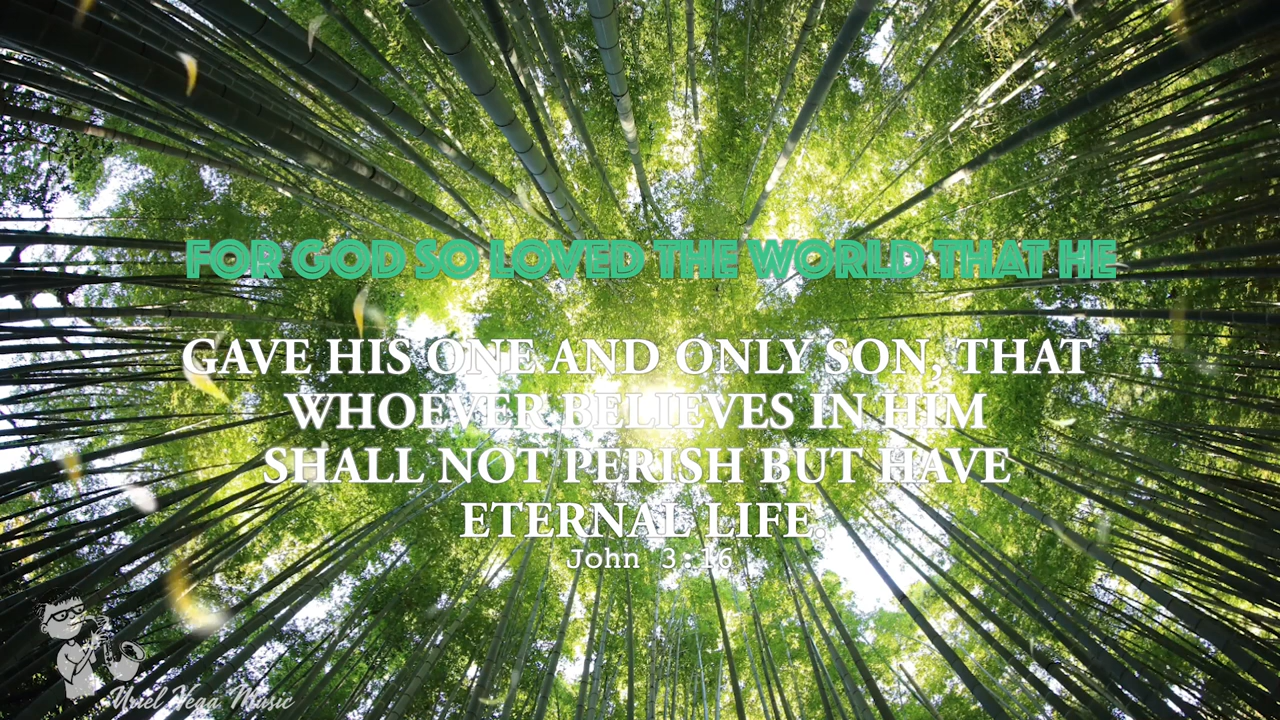 FOR GOD SO LOVED THE WORLD THAT HE
GAVE HIS ONE AND ONLY SON, THAT
WHOEVER BELIEVES IN HIM
SHALL NOT PERISH BUT HAVE
ETERNAL LIFE.
John 3:16
Uriel Vega Music